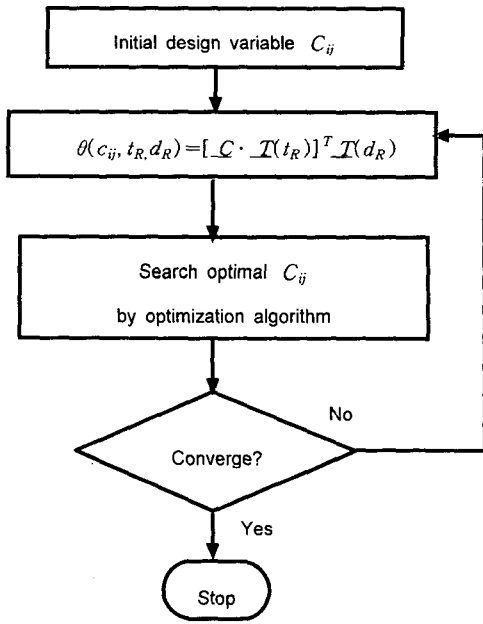 Initial design variable C_ij
θ(c_ij, t_R, d_R)=[ C · T(t_R)]^T T(d_R)
Search optimal C_ij
by optimization algorithm
No
Converge?
Yes
Stop